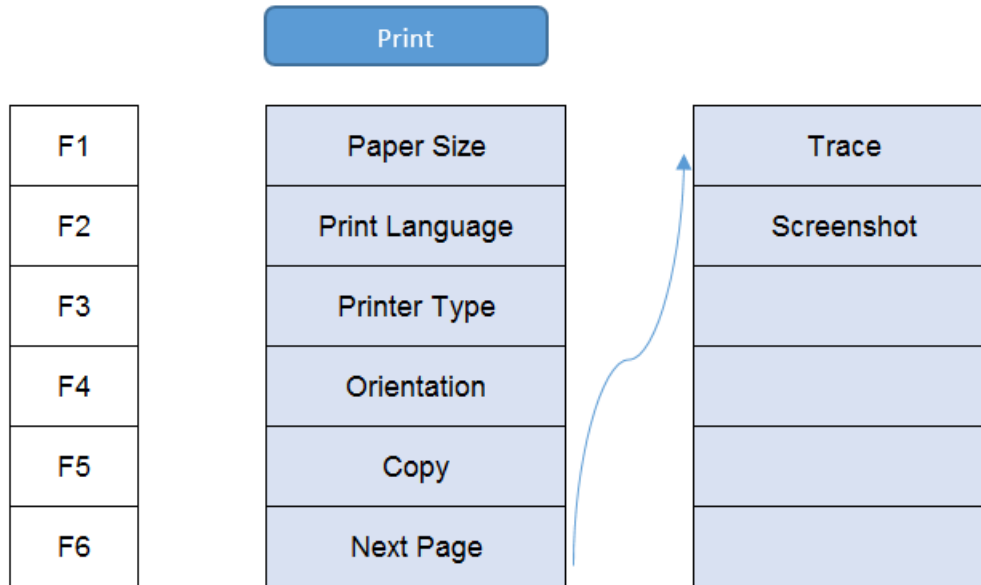 Print
F1 Paper Size Trace
F2 Print Language Screenshot
F3 Printer Type
F4 Orientation
F5 Copy
F6 Next Page